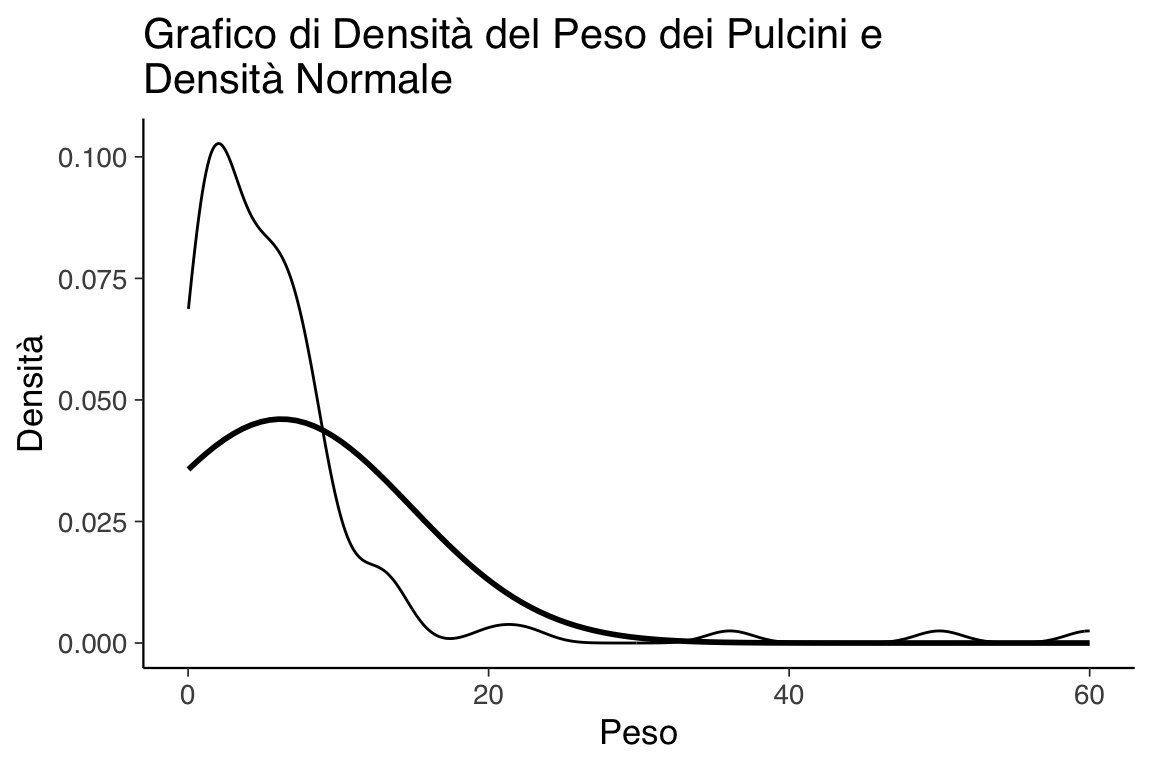 Grafico di Densità del Peso dei Pulcini e
Densità Normale
0.100
0.075
0.050
0.025
0.000
Densità
0 20 40 60
Peso